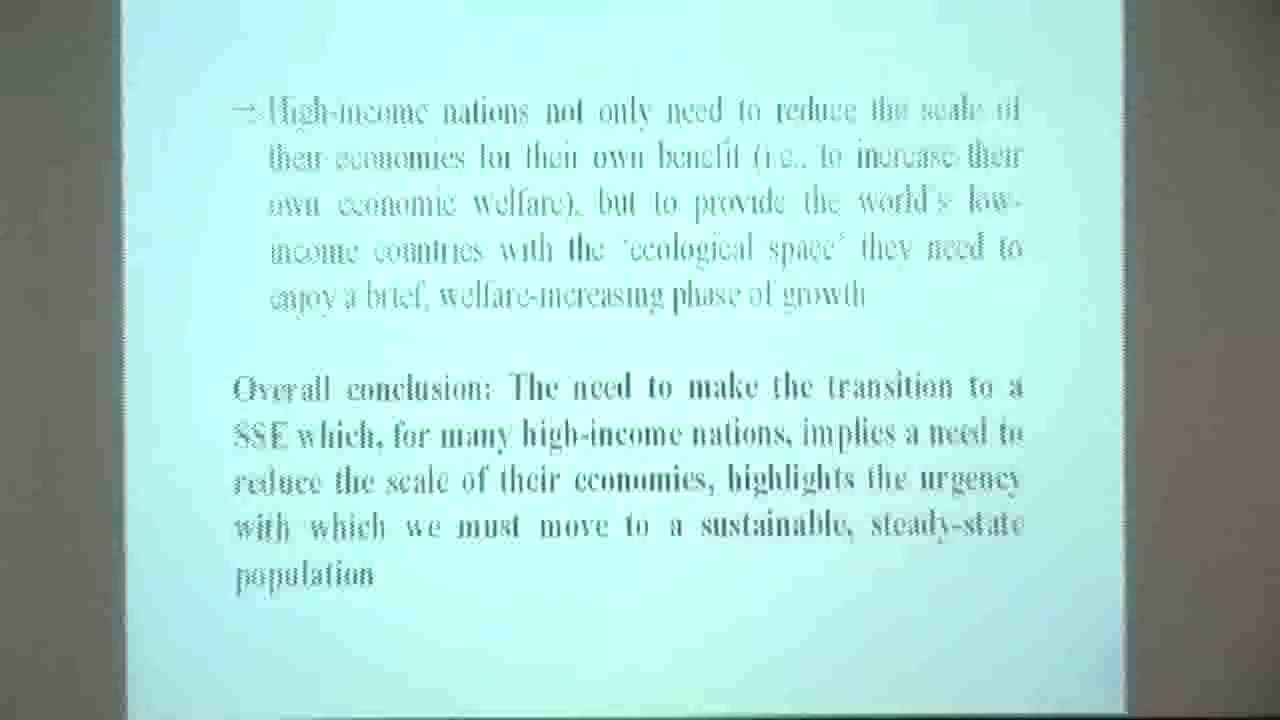 → High-income nations not only need to reduce the scale of
their economies for their own benefit (i.e., to increase their
own economic welfare), but to provide the world's low-
income countries with the 'ecological space' they need to
enjoy a brief, welfare-increasing phase of growth
Overall conclusion: The need to make the transition to a
SSE which, for many high-income nations, implies a need to
reduce the scale of their economies, highlights the urgency
with which we must move to a sustainable, steady-state
population